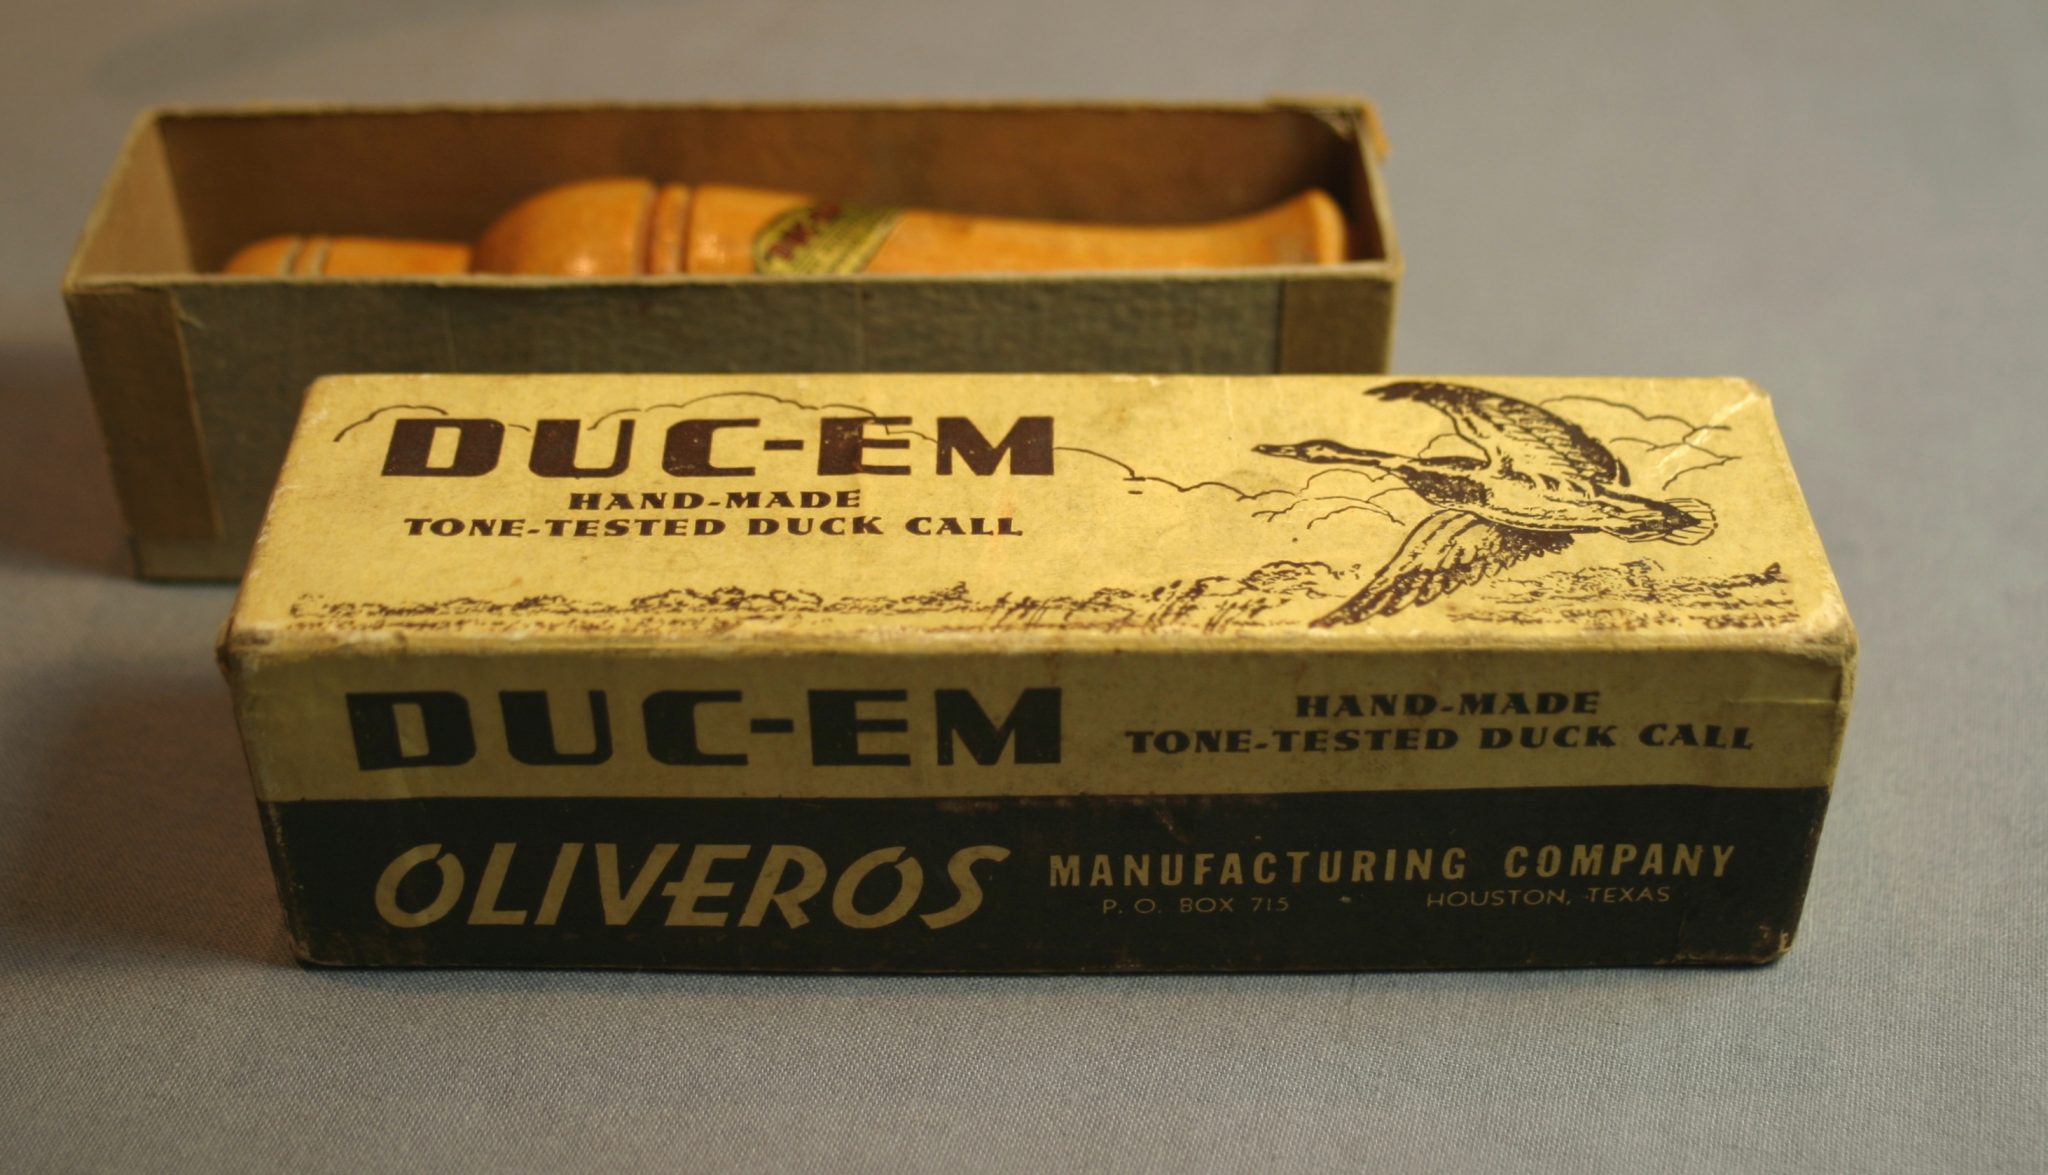 DUC-EM
HAND-MADE
TONE-TESTED DUCK CALL
DUC-EM
HAND-MADE
TONE-TESTED DUCK CALL
OLIVEROS MANUFACTURING COMPANY
P. O. BOX 715 HOUSTON, TEXAS